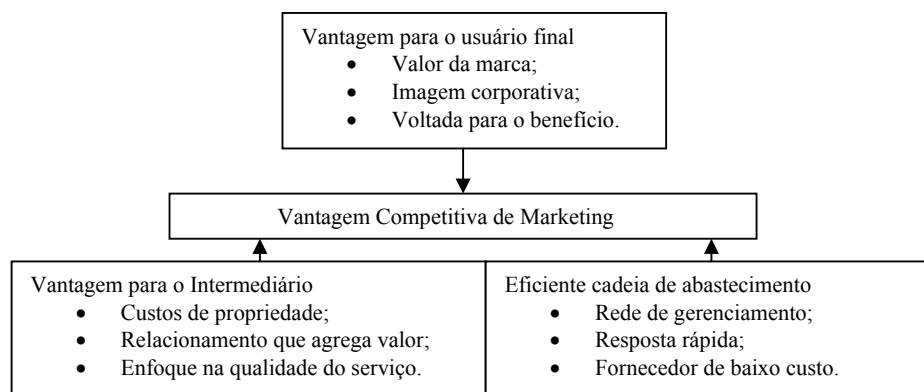 Vantagem para o usuário final
• Valor da marca;
• Imagem corporativa;
• Voltada para o benefício.
Vantagem Competitiva de Marketing
Vantagem para o Intermediário
• Custos de propriedade;
• Relacionamento que agrega valor;
• Enfoque na qualidade do serviço.
Eficiente cadeia de abastecimento
• Rede de gerenciamento;
• Resposta rápida;
• Fornecedor de baixo custo.